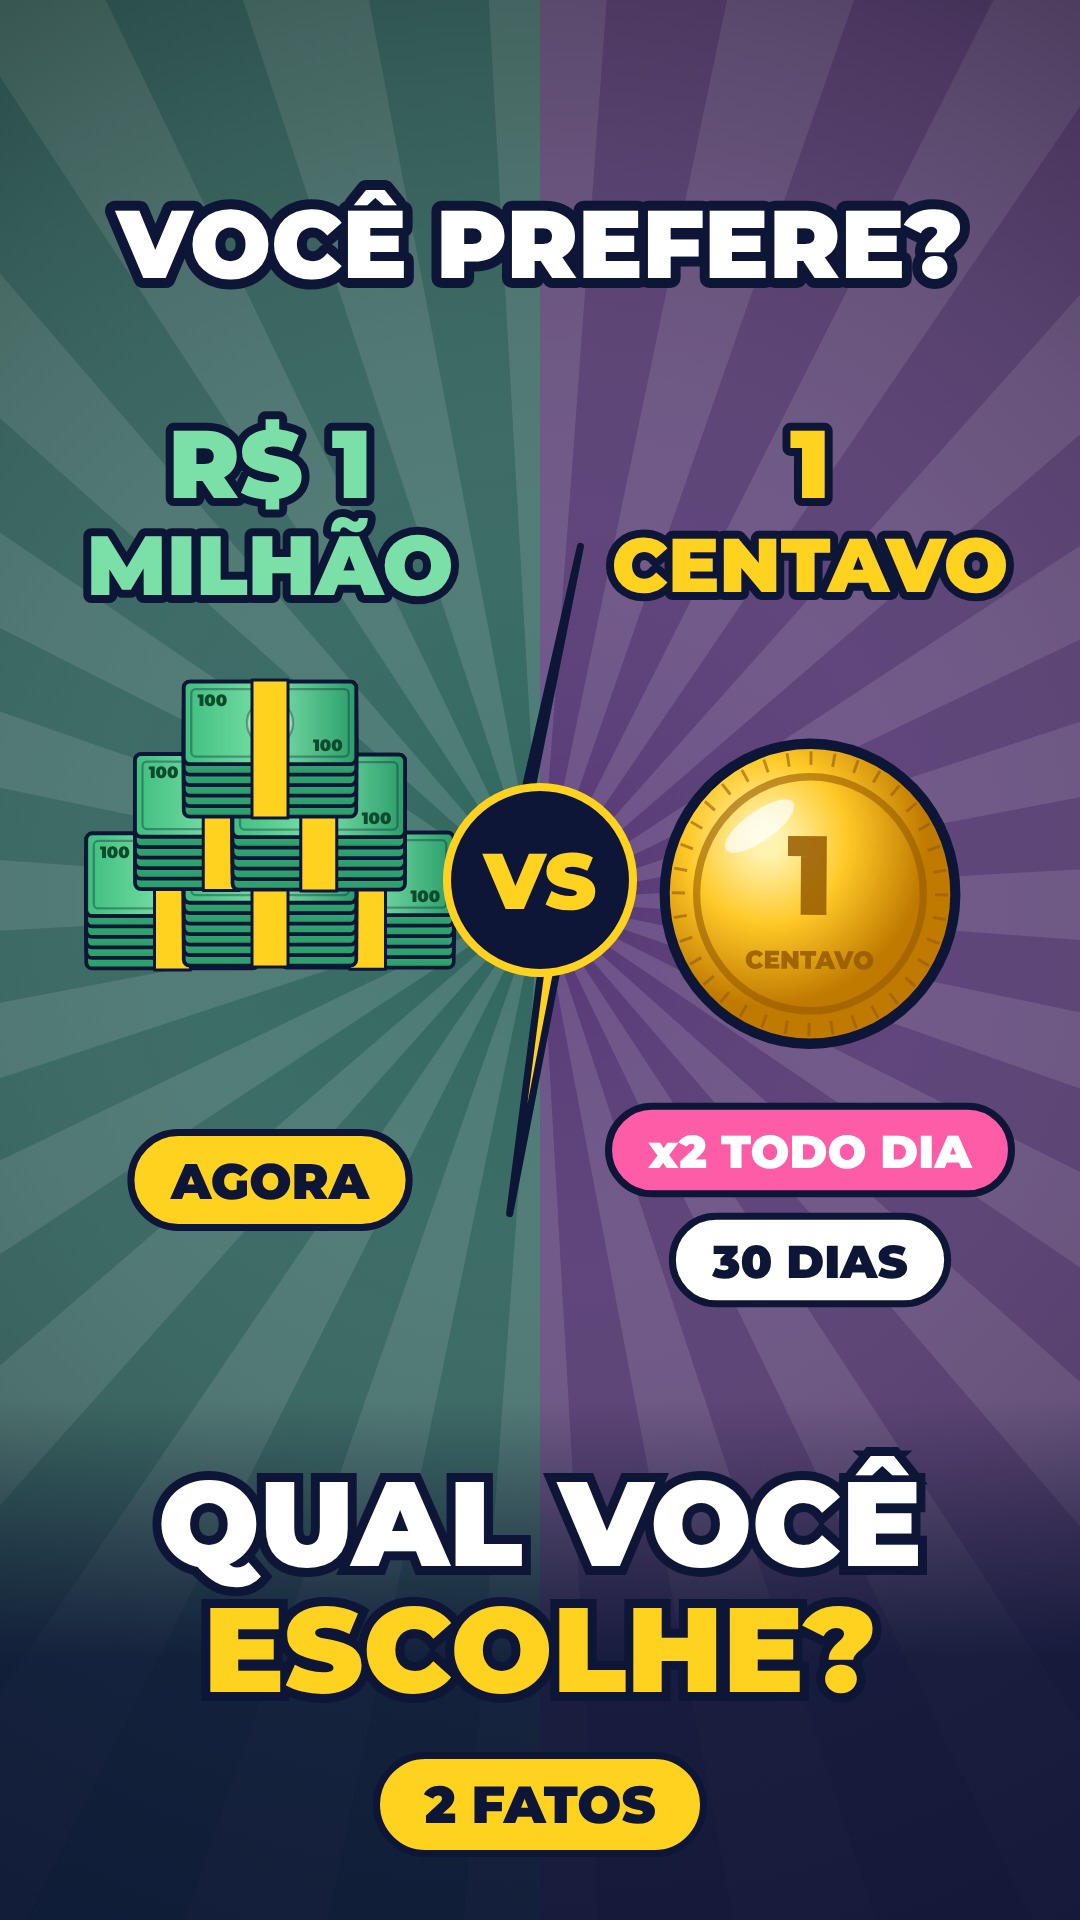 VOCÊ PREFERE?
R$ 1
MILHÃO
1
CENTAVO
100
100
100
100
100
100
VS
1
CENTAVO
AGORA
x2 TODO DIA
30 DIAS
QUAL VOCÊ
ESCOLHE?
2 FATOS